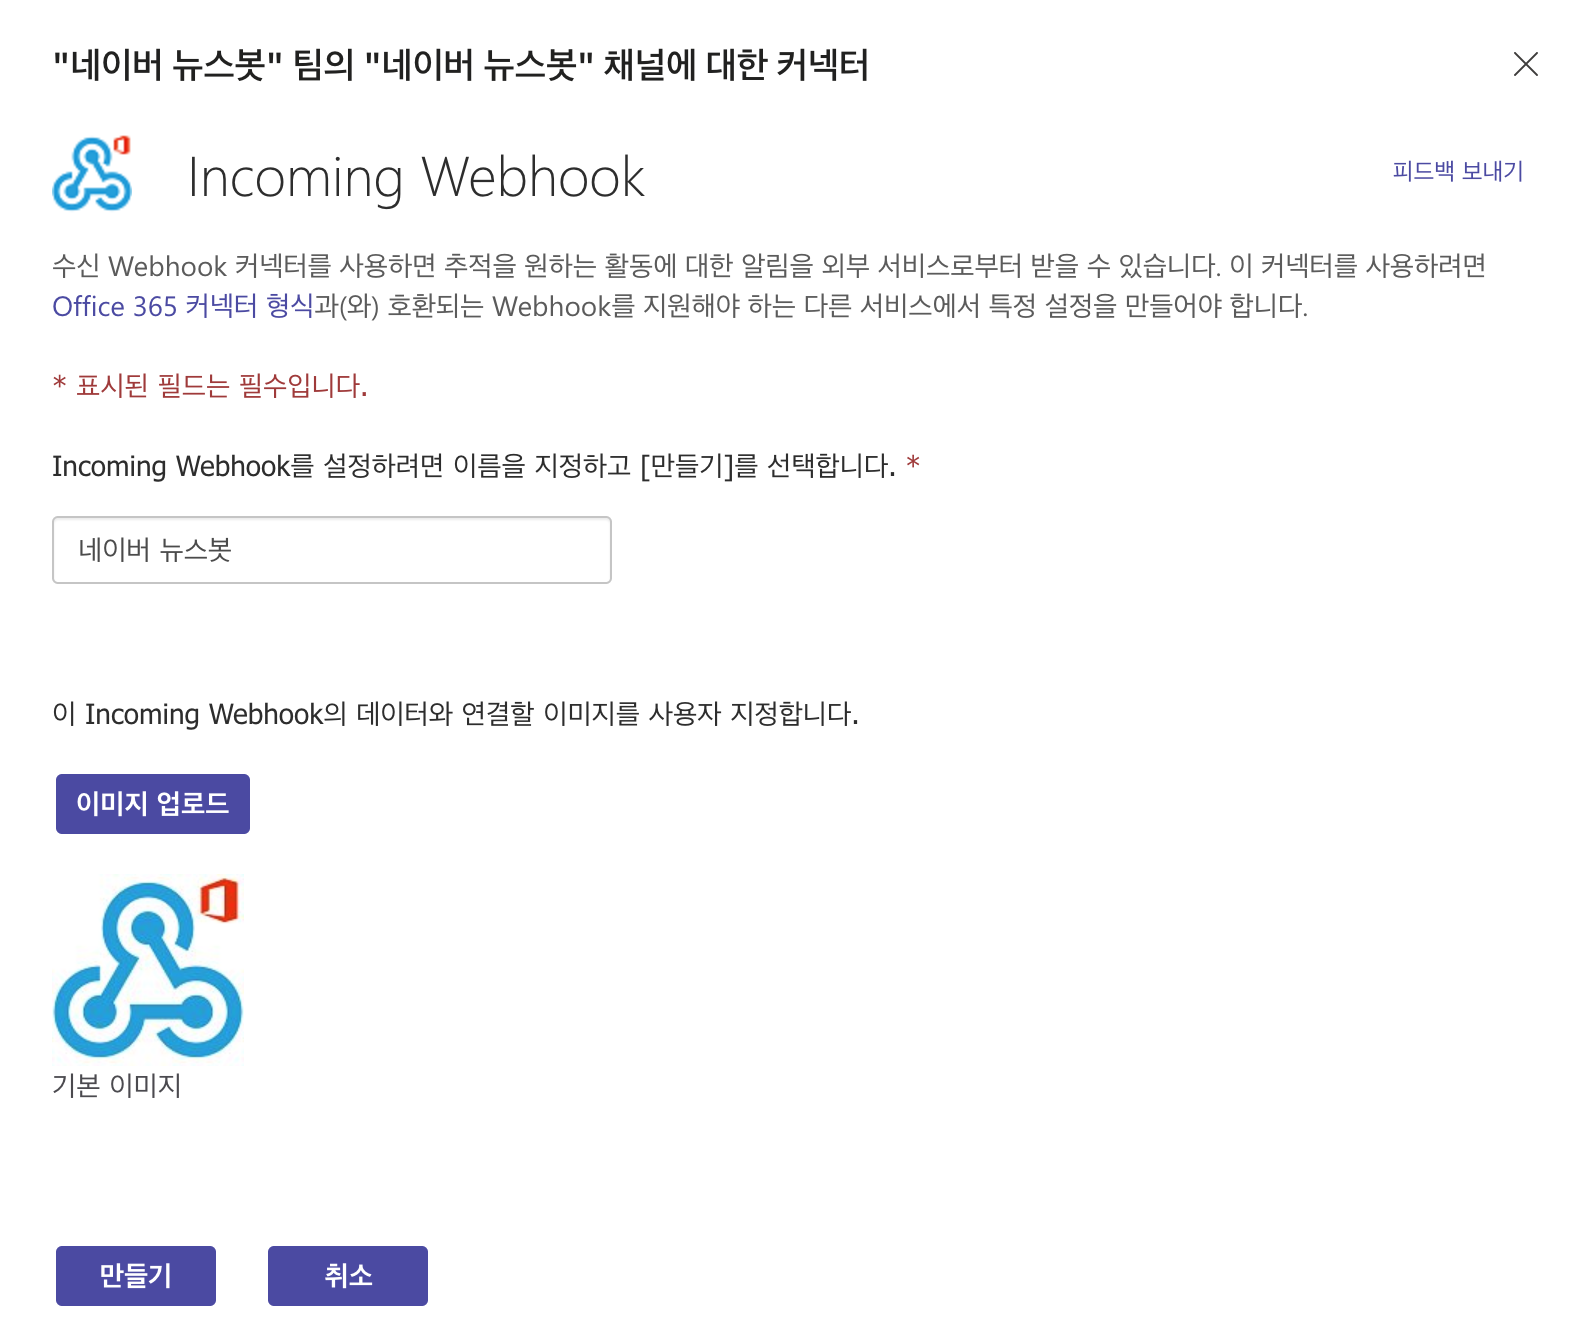 "네이버 뉴스봇" 팀의 "네이버 뉴스봇" 채널에 대한 커넥터
Incoming Webhook
피드백 보내기
수신 Webhook 커넥터를 사용하면 추적을 원하는 활동에 대한 알림을 외부 서비스로부터 받을 수 있습니다. 이 커넥터를 사용하려면
Office 365 커넥터 형식과(와) 호환되는 Webhook를 지원해야 하는 다른 서비스에서 특정 설정을 만들어야 합니다.
* 표시된 필드는 필수입니다.
Incoming Webhook를 설정하려면 이름을 지정하고 [만들기]를 선택합니다. *
네이버 뉴스봇
이 Incoming Webhook의 데이터와 연결할 이미지를 사용자 지정합니다.
이미지 업로드
기본 이미지
만들기
취소